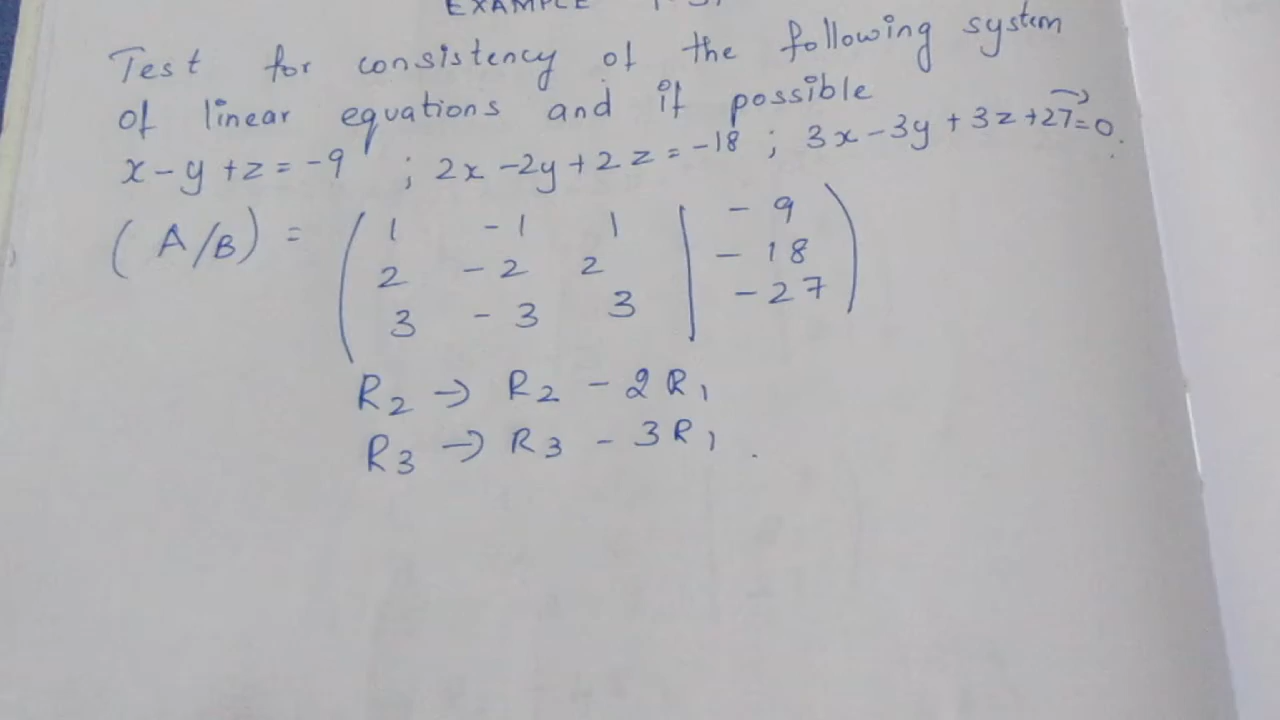 EXAMPLE
Test for consistency of the following system
of linear equations and if possible
x - y + z = -9 ; 2x - 2y + 2z = -18 ; 3x - 3y + 3z + 27 = 0.
(A/B) = ( 1 -1 1 | -9
2 -2 2 | -18
3 -3 3 | -27 )
R2 → R2 - 2R1
R3 → R3 - 3R1 .